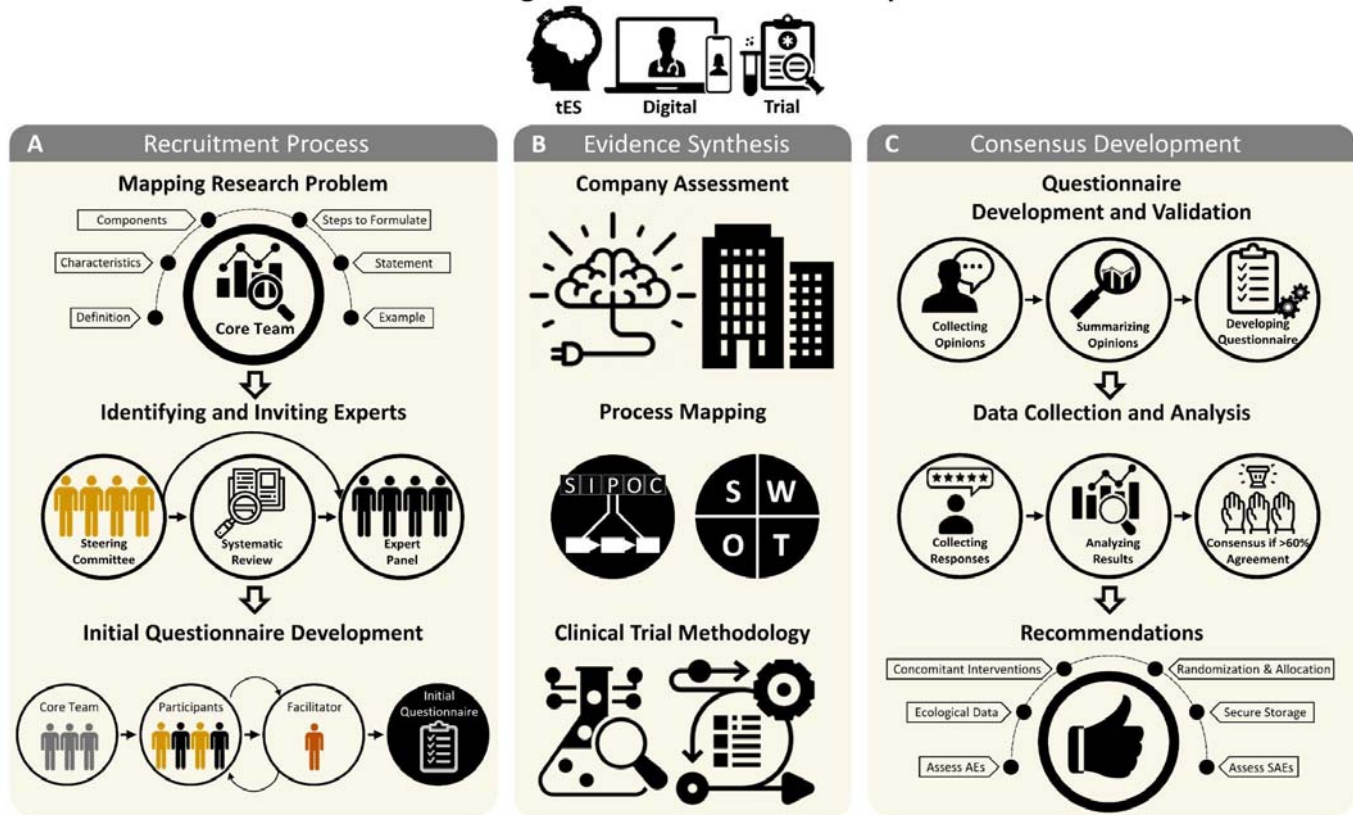 tES
Digital
Trial
A
Recruitment Process
Mapping Research Problem
Components
Steps to Formulate
Characteristics
Statement
Definition
Example
Core Team
Identifying and Inviting Experts
Steering
Committee
Systematic
Review
Expert
Panel
Initial Questionnaire Development
Core Team
Participants
Facilitator
Initial
Questionnaire
B
Evidence Synthesis
Company Assessment
Process Mapping
S I P O C
S W
O T
Clinical Trial Methodology
C
Consensus Development
Questionnaire
Development and Validation
Collecting
Opinions
Summarizing
Opinions
Developing
Questionnaire
Data Collection and Analysis
Collecting
Responses
Analyzing
Results
Consensus if >60%
Agreement
Recommendations
Concomitant Interventions
Randomization & Allocation
Ecological Data
Secure Storage
Assess AEs
Assess SAEs